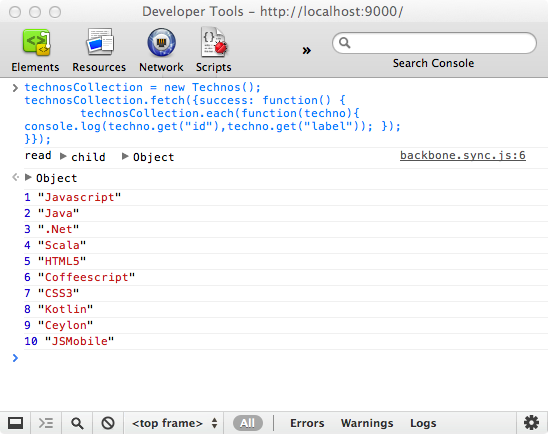 Developer Tools – http://localhost:9000/
Elements
Resources
Network
Scripts
»
Search Console
> technosCollection = new Technos();
technosCollection.fetch({success: function() {
technosCollection.each(function(techno){
console.log(techno.get("id"),techno.get("label")); });
}});
read ▶ child ▶ Object backbone.sync.js:6
▶ Object
1 "Javascript"
2 "Java"
3 ".Net"
4 "Scala"
5 "HTML5"
6 "Coffeescript"
7 "CSS3"
8 "Kotlin"
9 "Ceylon"
10 "JSMobile"
>
<top frame> All Errors Warnings Logs